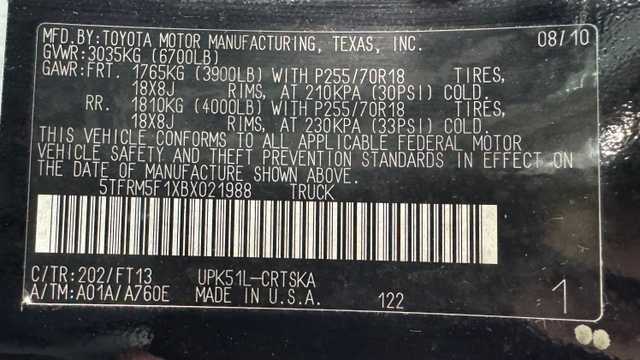 MFD.BY:TOYOTA MOTOR MANUFACTURING, TEXAS, INC. 08/10
GVWR:3035KG (6700LB)
GAWR:FRT. 1765KG (3900LB) WITH P255/70R18 TIRES,
18X8J RIMS, AT 210KPA (30PSI) COLD.
RR. 1810KG (4000LB) WITH P255/70R18 TIRES,
18X8J RIMS, AT 230KPA (33PSI) COLD.
THIS VEHICLE CONFORMS TO ALL APPLICABLE FEDERAL MOTOR
VEHICLE SAFETY AND THEFT PREVENTION STANDARDS IN EFFECT ON
THE DATE OF MANUFACTURE SHOWN ABOVE.
5TFRM5F1XBX021988 TRUCK
C/TR:202/FT13 UPK51L-CRTSKA
A/TM:A01A/A760E MADE IN U.S.A. 122 1